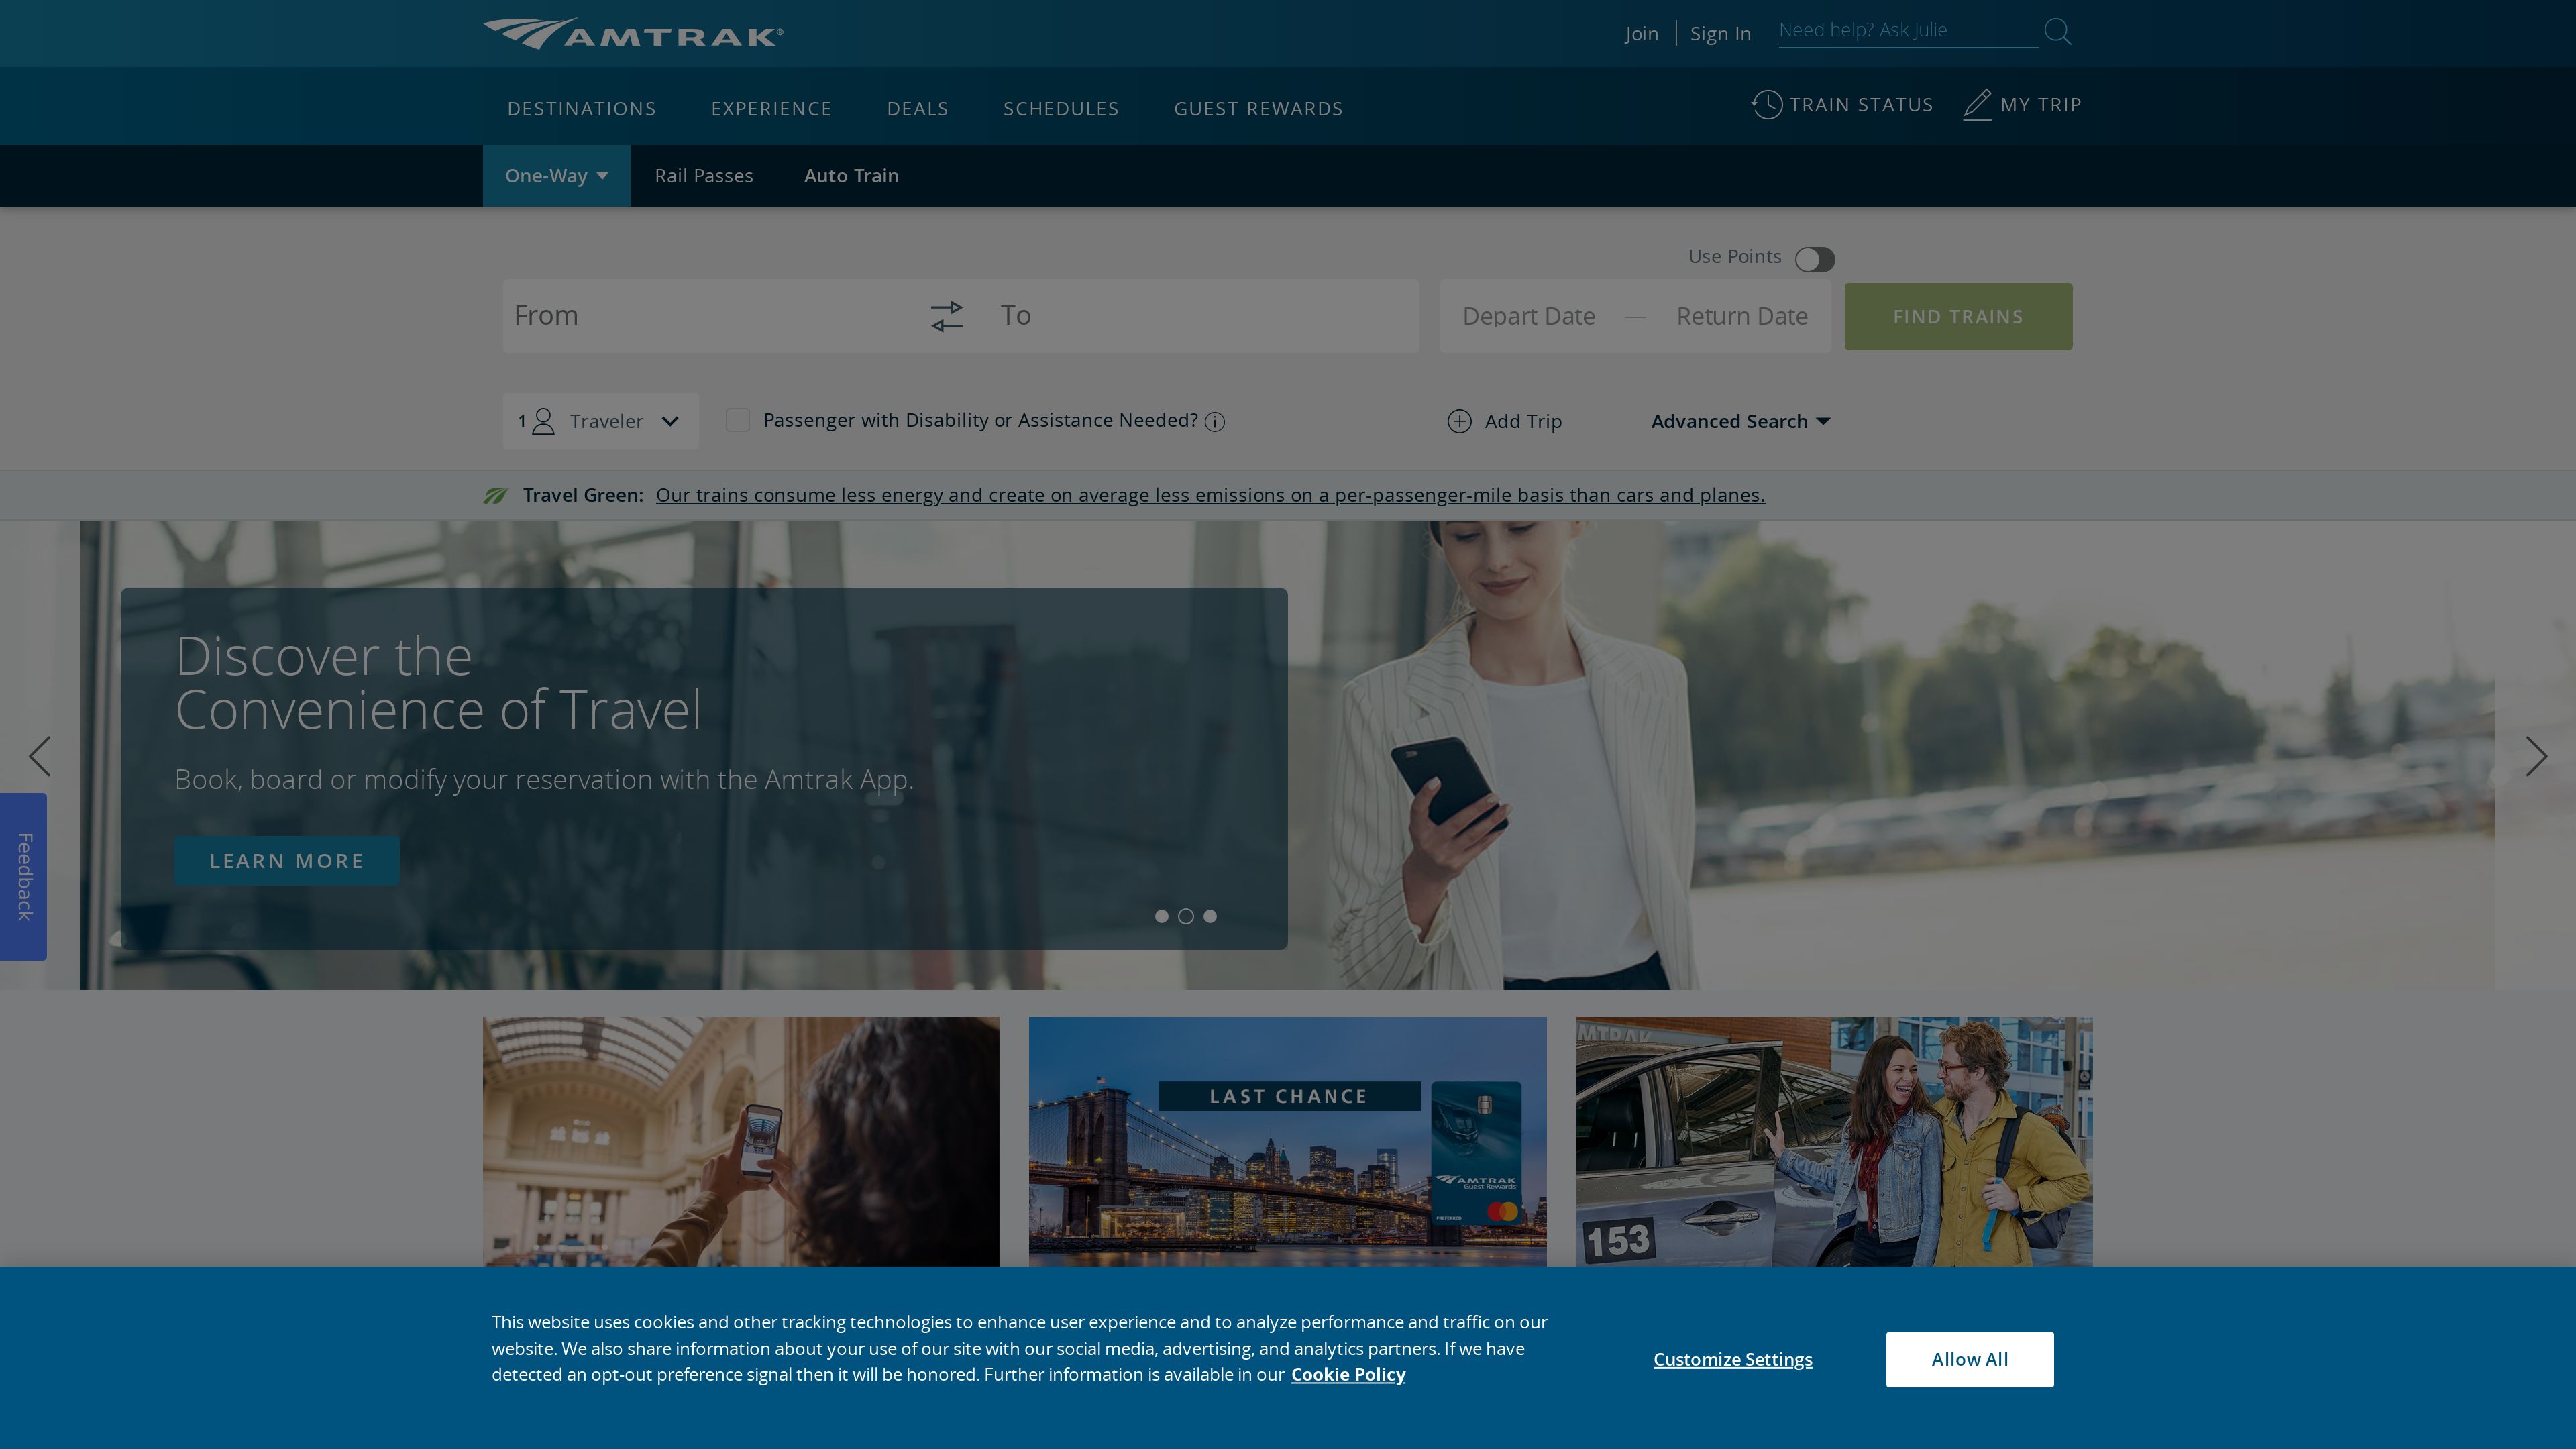 AMTRAK®
Join
Sign In
Need help? Ask Julie
DESTINATIONS
EXPERIENCE
DEALS
SCHEDULES
GUEST REWARDS
TRAIN STATUS
MY TRIP
One-Way
Rail Passes
Auto Train
Use Points
From
To
Depart Date — Return Date
FIND TRAINS
1 Traveler
Passenger with Disability or Assistance Needed?
Add Trip
Advanced Search
Travel Green: Our trains consume less energy and create on average less emissions on a per-passenger-mile basis than cars and planes.
Discover the
Convenience of Travel
Book, board or modify your reservation with the Amtrak App.
LEARN MORE
Feedback
LAST CHANCE
AMTRAK
Guest Rewards
PREFERRED
AMTRAK
153
This website uses cookies and other tracking technologies to enhance user experience and to analyze performance and traffic on our
website. We also share information about your use of our site with our social media, advertising, and analytics partners. If we have
detected an opt-out preference signal then it will be honored. Further information is available in our Cookie Policy
Customize Settings
Allow All